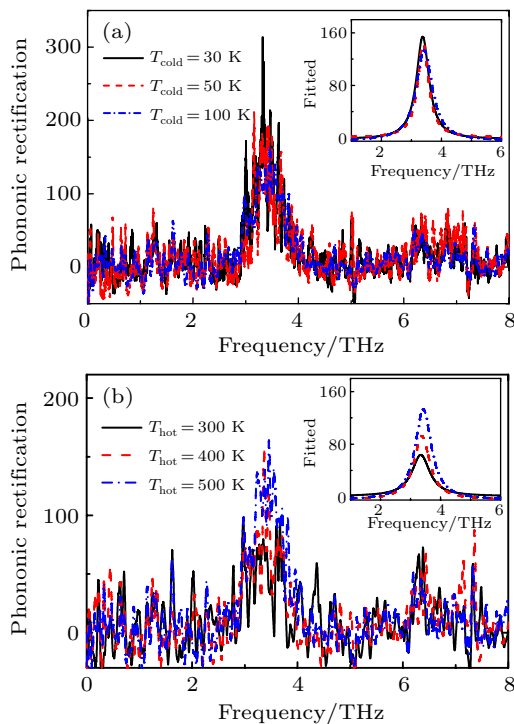 (a)
T_cold = 30 K
T_cold = 50 K
T_cold = 100 K
300
200
100
0
Phononic rectification
0 2 4 6 8
Frequency/THz
160
80
0
Fitted
2 4 6
Frequency/THz
(b)
T_hot = 300 K
T_hot = 400 K
T_hot = 500 K
200
100
0
Phononic rectification
0 2 4 6 8
Frequency/THz
160
80
0
Fitted
2 4 6
Frequency/THz